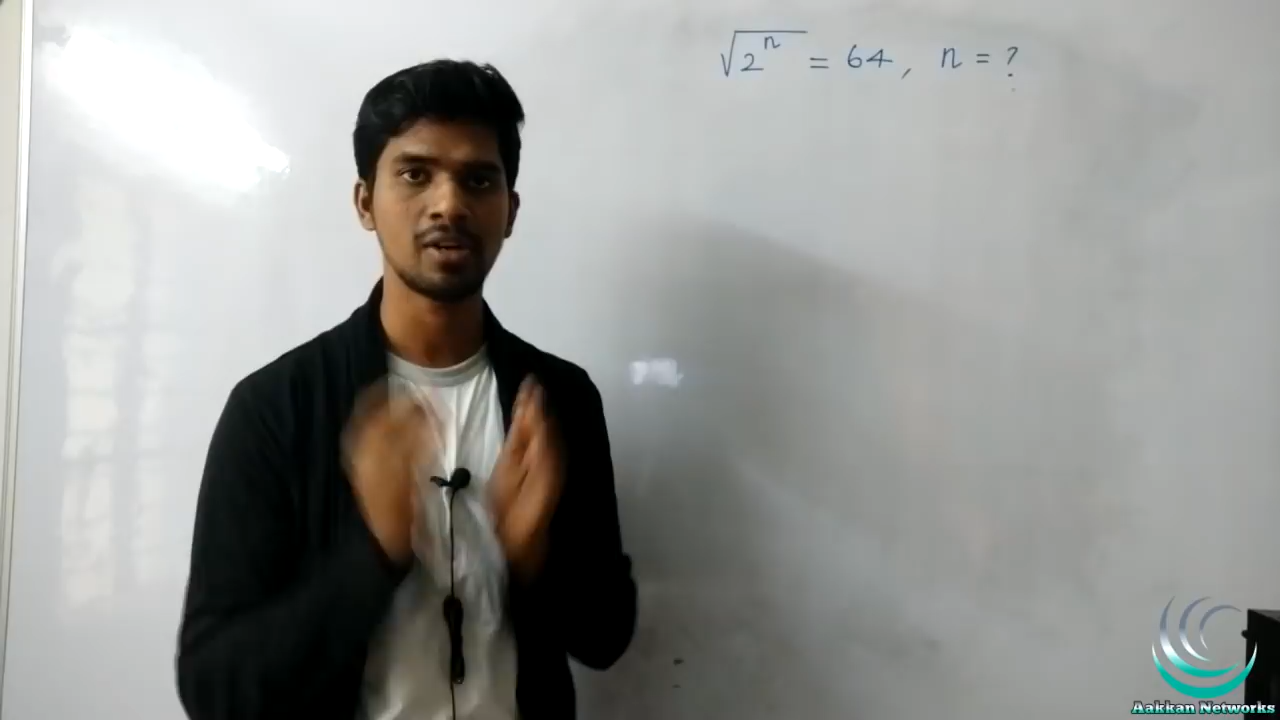 √2ⁿ = 64, n = ?
Aakkan Networks